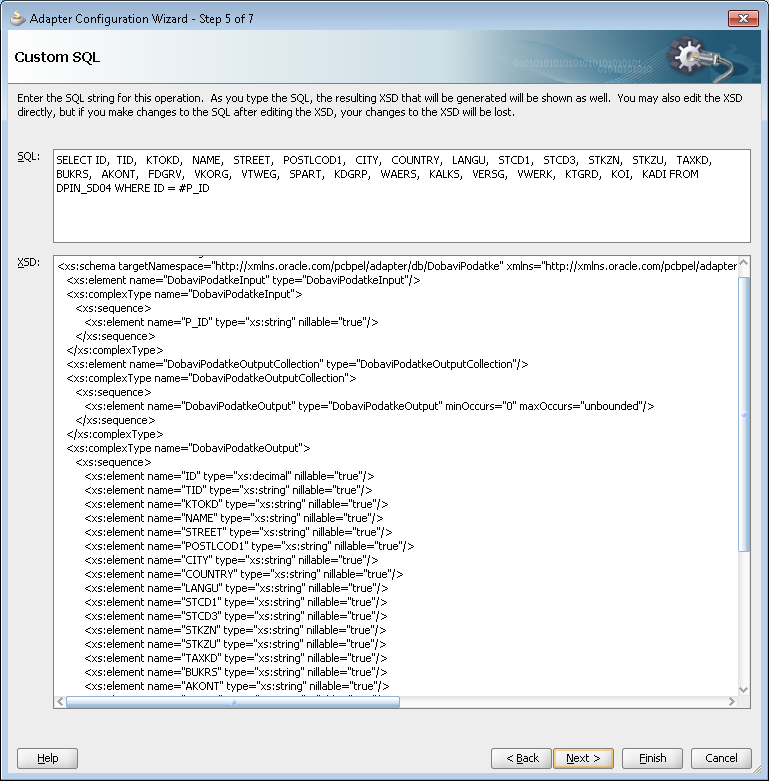 Adapter Configuration Wizard - Step 5 of 7
Custom SQL
Enter the SQL string for this operation.  As you type the SQL, the resulting XSD that will be generated will be shown as well.  You may also edit the XSD
directly, but if you make changes to the SQL after editing the XSD, your changes to the XSD will be lost.
SQL:
SELECT ID,  TID,  KTOKD,  NAME,  STREET,  POSTLCOD1,  CITY,  COUNTRY,  LANGU,  STCD1,  STCD3,  STKZN,  STKZU,  TAXKD,
BUKRS,  AKONT,  FDGRV,  VKORG,  VTWEG,  SPART,  KDGRP,  WAERS,  KALKS,  VERSG,  VWERK,  KTGRD,  KOI,  KADI FROM
DPIN_SD04 WHERE ID = #P_ID
XSD:
<xs:schema targetNamespace="http://xmlns.oracle.com/pcbpel/adapter/db/DobaviPodatke" xmlns="http://xmlns.oracle.com/pcbpel/adapter
<xs:element name="DobaviPodatkeInput" type="DobaviPodatkeInput"/>
<xs:complexType name="DobaviPodatkeInput">
<xs:sequence>
<xs:element name="P_ID" type="xs:string" nillable="true"/>
</xs:sequence>
</xs:complexType>
<xs:element name="DobaviPodatkeOutputCollection" type="DobaviPodatkeOutputCollection"/>
<xs:complexType name="DobaviPodatkeOutputCollection">
<xs:sequence>
<xs:element name="DobaviPodatkeOutput" type="DobaviPodatkeOutput" minOccurs="0" maxOccurs="unbounded"/>
</xs:sequence>
</xs:complexType>
<xs:complexType name="DobaviPodatkeOutput">
<xs:sequence>
<xs:element name="ID" type="xs:decimal" nillable="true"/>
<xs:element name="TID" type="xs:string" nillable="true"/>
<xs:element name="KTOKD" type="xs:string" nillable="true"/>
<xs:element name="NAME" type="xs:string" nillable="true"/>
<xs:element name="STREET" type="xs:string" nillable="true"/>
<xs:element name="POSTLCOD1" type="xs:string" nillable="true"/>
<xs:element name="CITY" type="xs:string" nillable="true"/>
<xs:element name="COUNTRY" type="xs:string" nillable="true"/>
<xs:element name="LANGU" type="xs:string" nillable="true"/>
<xs:element name="STCD1" type="xs:string" nillable="true"/>
<xs:element name="STCD3" type="xs:string" nillable="true"/>
<xs:element name="STKZN" type="xs:string" nillable="true"/>
<xs:element name="STKZU" type="xs:string" nillable="true"/>
<xs:element name="TAXKD" type="xs:string" nillable="true"/>
<xs:element name="BUKRS" type="xs:string" nillable="true"/>
<xs:element name="AKONT" type="xs:string" nillable="true"/>
Help
< Back
Next >
Finish
Cancel